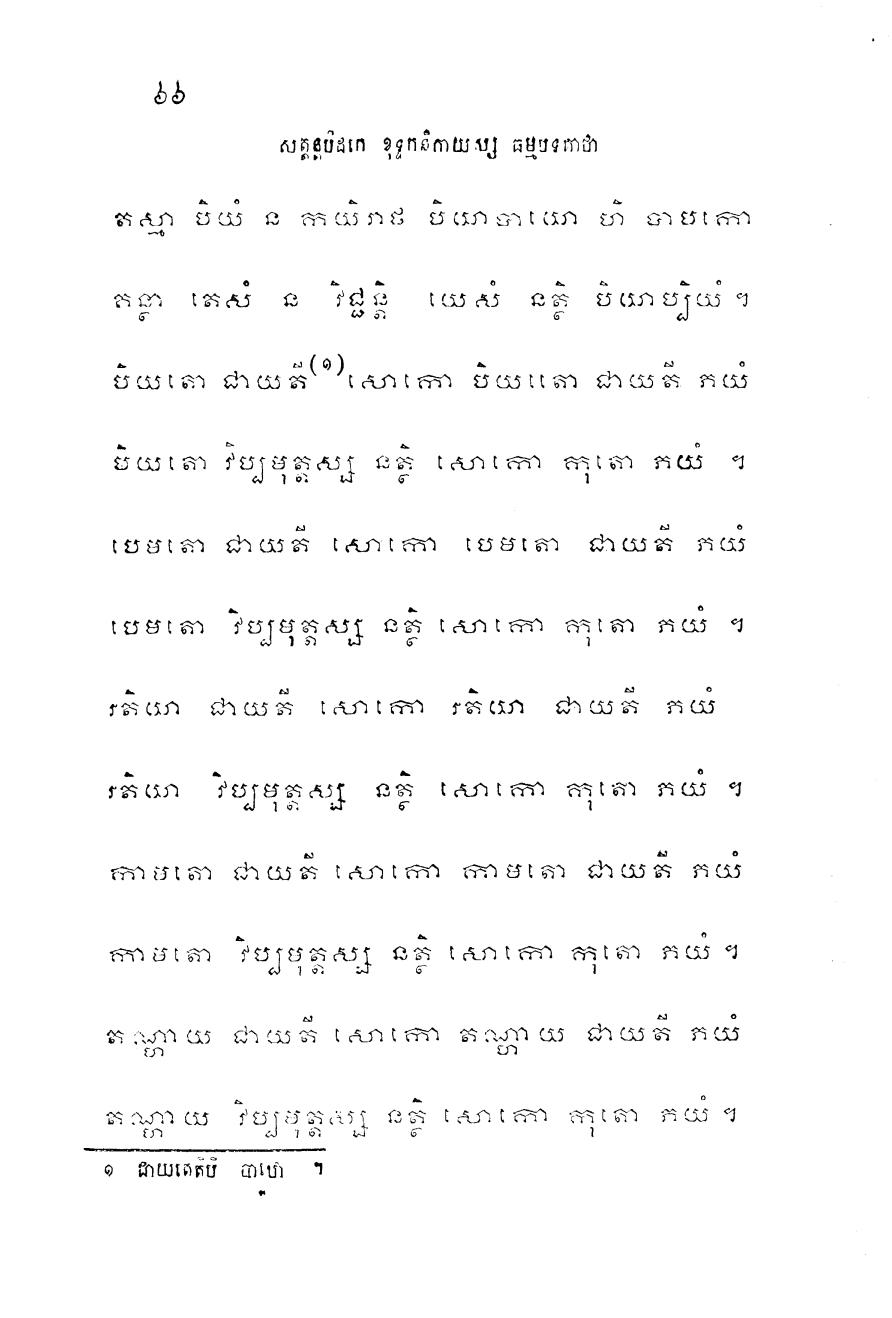 ៦៦
សុត្តន្តបិដកេ ខុទ្ទកនិកាយស្ស ធម្មបទគាថា
តស្មា បិយំ ន កយិរាថ បិយាបាយោ ហិ បាបកោ
គន្ថា តេសំ ន វិជ្ជន្តិ យេសំ នត្ថិ បិយាប្បិយំ ។
បិយតោ ជាយតី(១) សោកោ បិយតោ ជាយតី ភយំ
បិយតោ វិប្បមុត្តស្ស នត្ថិ សោកោ កុតោ ភយំ ។
បេមតោ ជាយតី សោកោ បេមតោ ជាយតី ភយំ
បេមតោ វិប្បមុត្តស្ស នត្ថិ សោកោ កុតោ ភយំ ។
រតិយា ជាយតី សោកោ រតិយា ជាយតី ភយំ
រតិយា វិប្បមុត្តស្ស នត្ថិ សោកោ កុតោ ភយំ ។
កាមតោ ជាយតី សោកោ កាមតោ ជាយតី ភយំ
កាមតោ វិប្បមុត្តស្ស នត្ថិ សោកោ កុតោ ភយំ ។
តណ្ហាយ ជាយតី សោកោ តណ្ហាយ ជាយតី ភយំ
តណ្ហាយ វិប្បមុត្តស្ស នត្ថិ សោកោ កុតោ ភយំ ។
១ ជាយតេតិបិ បាឋោ ។